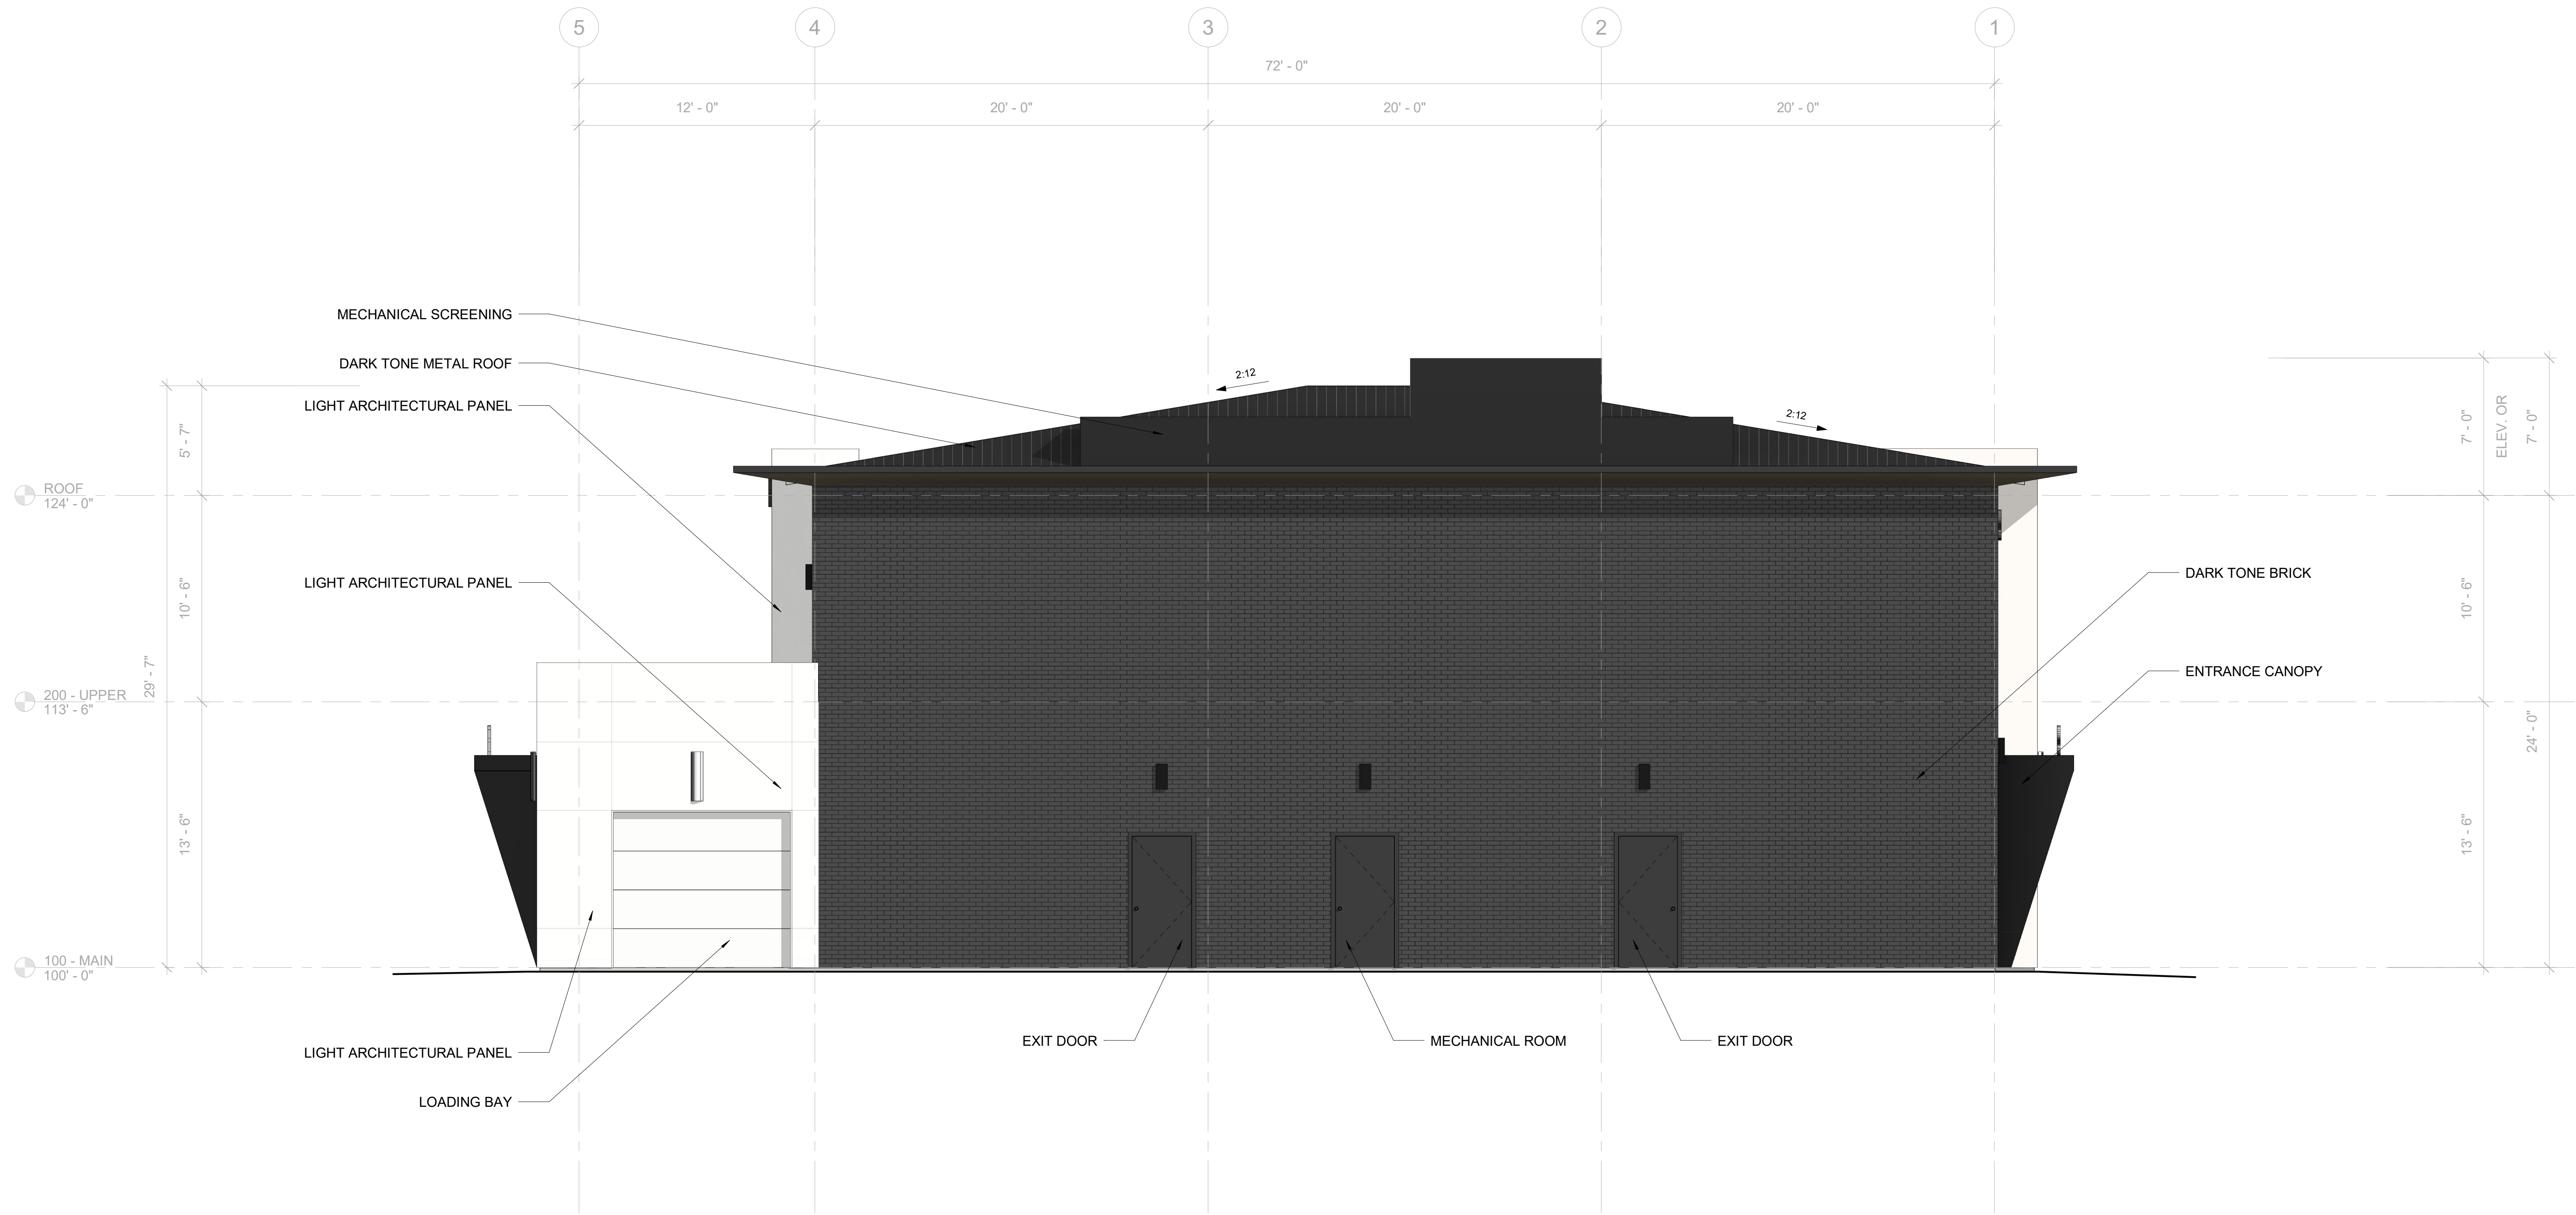 5
4
3
2
1
72' - 0"
12' - 0"
20' - 0"
20' - 0"
20' - 0"
MECHANICAL SCREENING
DARK TONE METAL ROOF
2:12
LIGHT ARCHITECTURAL PANEL
2:12
5' - 7"
7' - 0"
ELEV. OR
7' - 0"
ROOF
124' - 0"
LIGHT ARCHITECTURAL PANEL
DARK TONE BRICK
10' - 6"
10' - 6"
29' - 7"
ENTRANCE CANOPY
200 - UPPER
113' - 6"
24' - 0"
13' - 6"
13' - 6"
100 - MAIN
100' - 0"
EXIT DOOR
MECHANICAL ROOM
EXIT DOOR
LIGHT ARCHITECTURAL PANEL
LOADING BAY